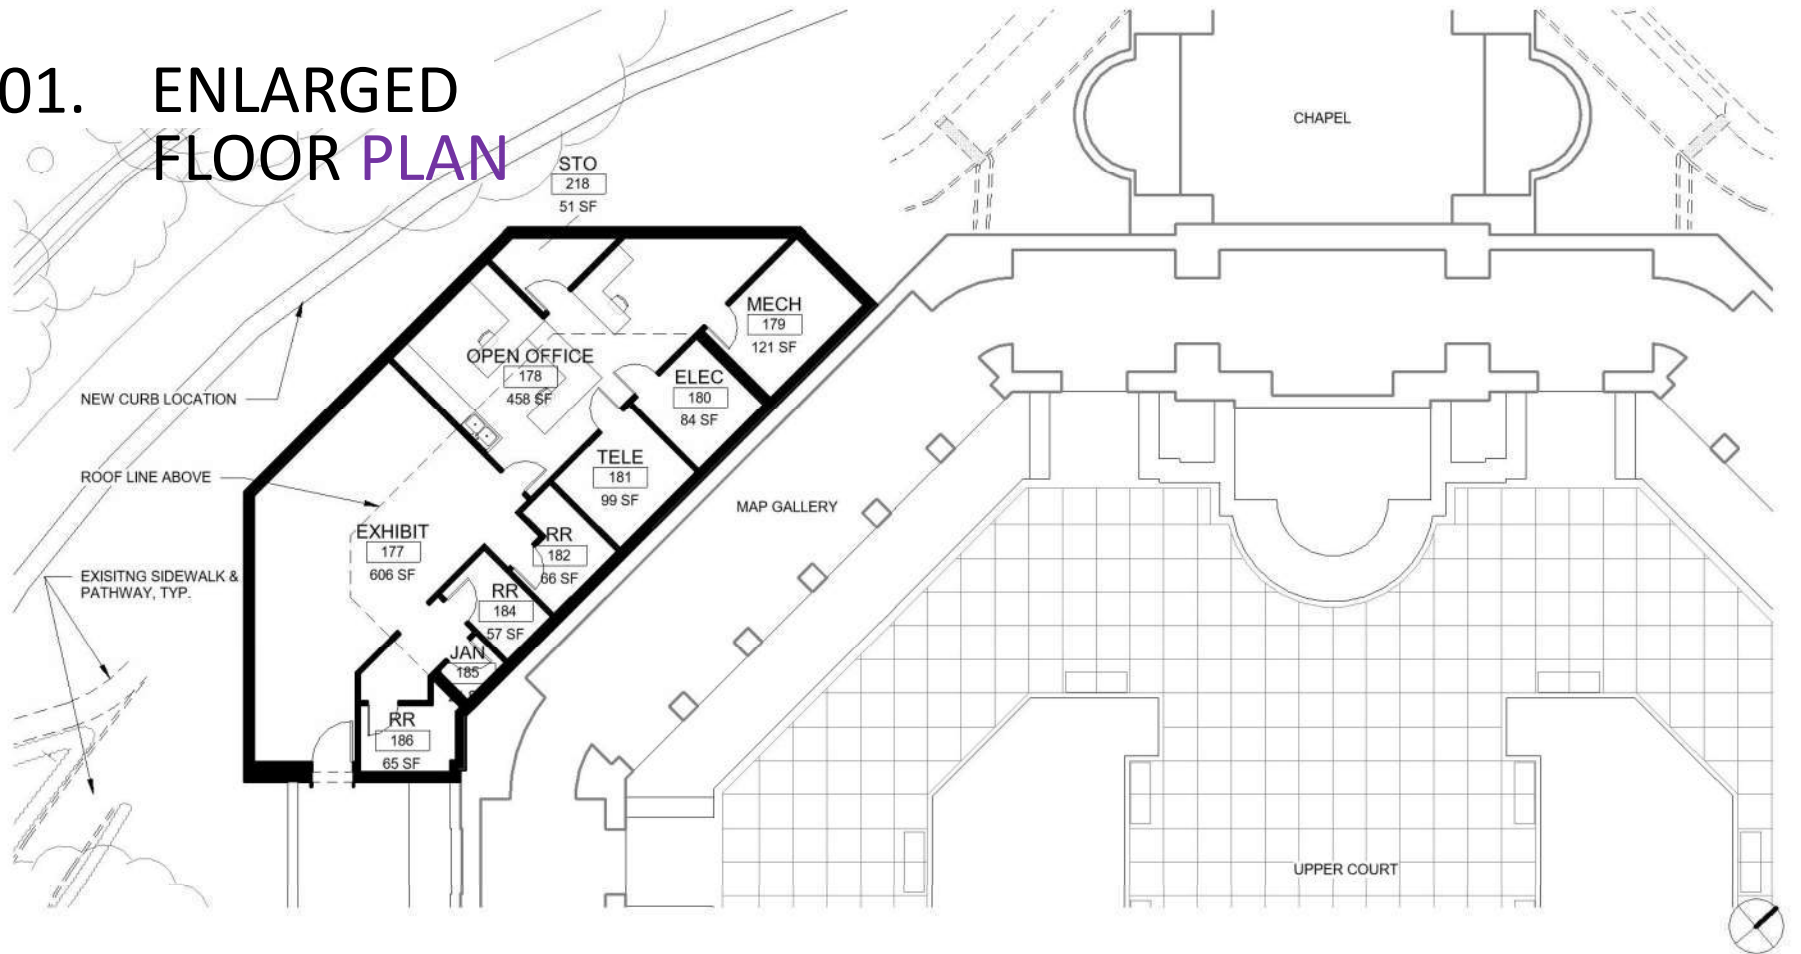 01. ENLARGED
FLOOR PLAN
STO
218
51 SF
CHAPEL
MECH
179
121 SF
OPEN OFFICE
178
458 SF
ELEC
180
84 SF
NEW CURB LOCATION
TELE
181
99 SF
ROOF LINE ABOVE
MAP GALLERY
EXHIBIT
177
606 SF
RR
182
66 SF
EXISITNG SIDEWALK &
PATHWAY, TYP.
RR
184
57 SF
JAN
185
RR
186
65 SF
UPPER COURT